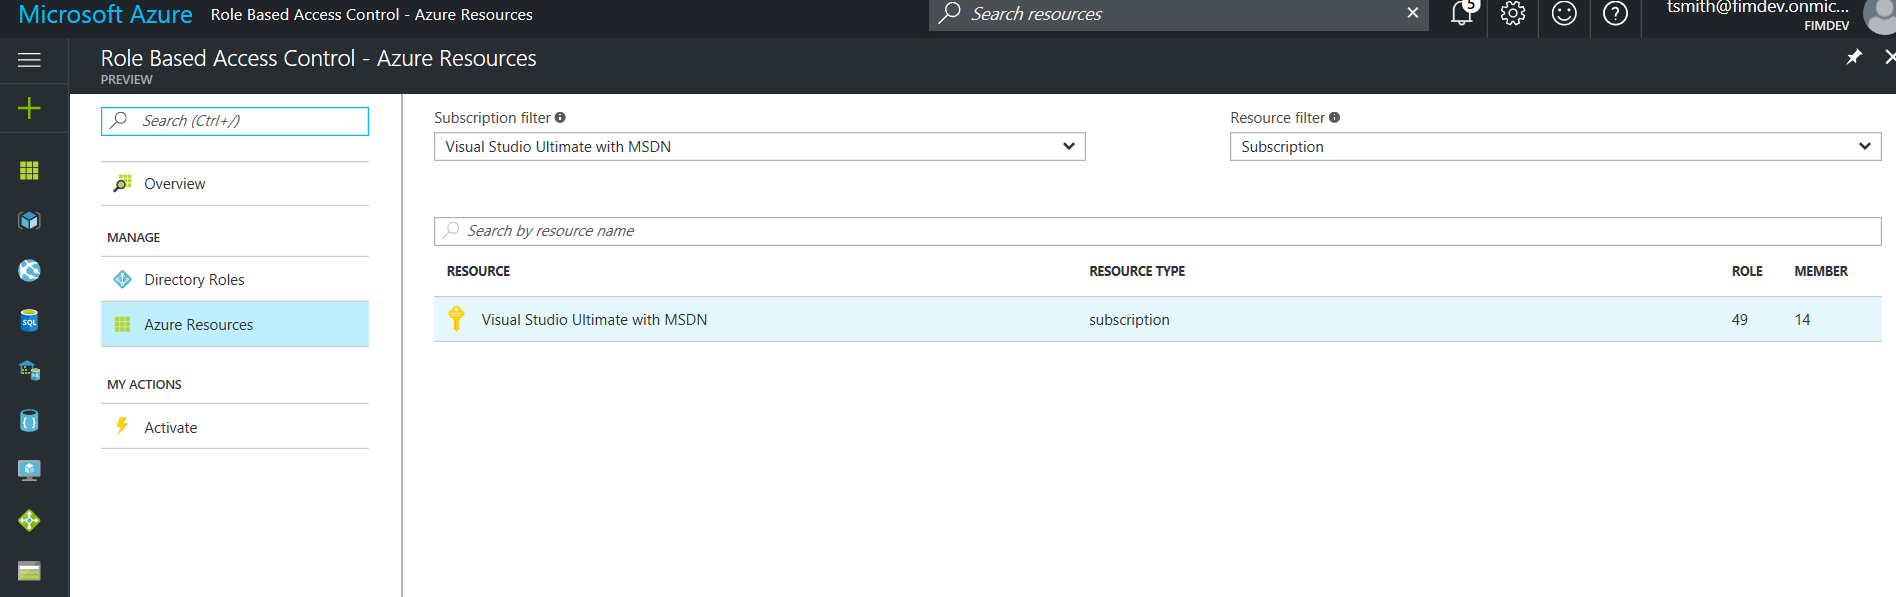 Microsoft Azure Role Based Access Control - Azure Resources
Search resources
5
tsmith@fimdev.onmic...
FIMDEV
Role Based Access Control - Azure Resources
PREVIEW
Search (Ctrl+/)
Overview
MANAGE
Directory Roles
Azure Resources
MY ACTIONS
Activate
Subscription filter
Visual Studio Ultimate with MSDN
Resource filter
Subscription
Search by resource name
RESOURCE RESOURCE TYPE ROLE MEMBER
Visual Studio Ultimate with MSDN subscription 49 14
SQL